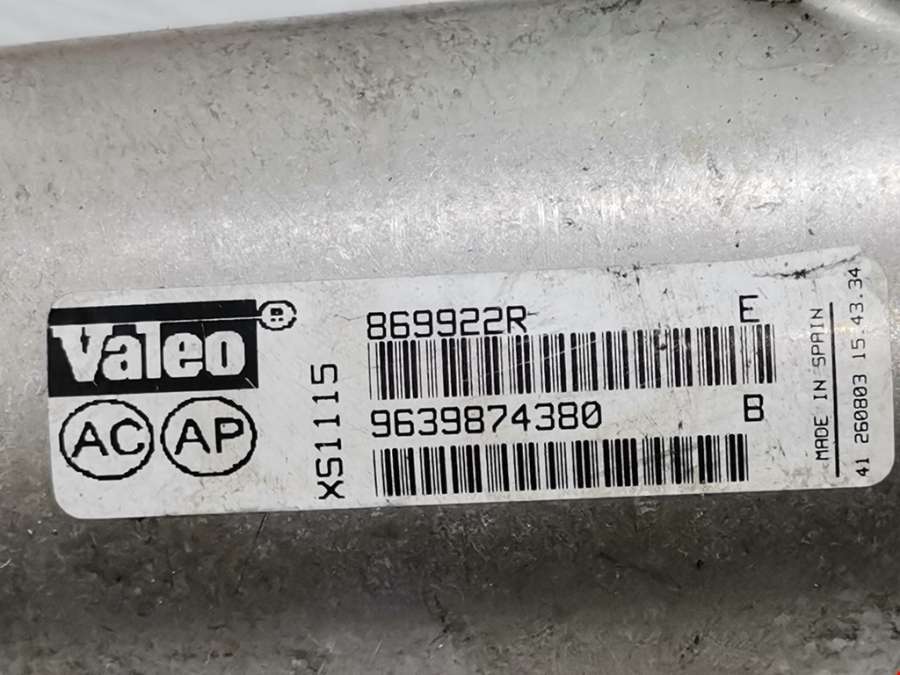 Valeo ®
AC AP
XS1115
869922R E
9639874380 B
MADE IN SPAIN
41 260803 15.43.34